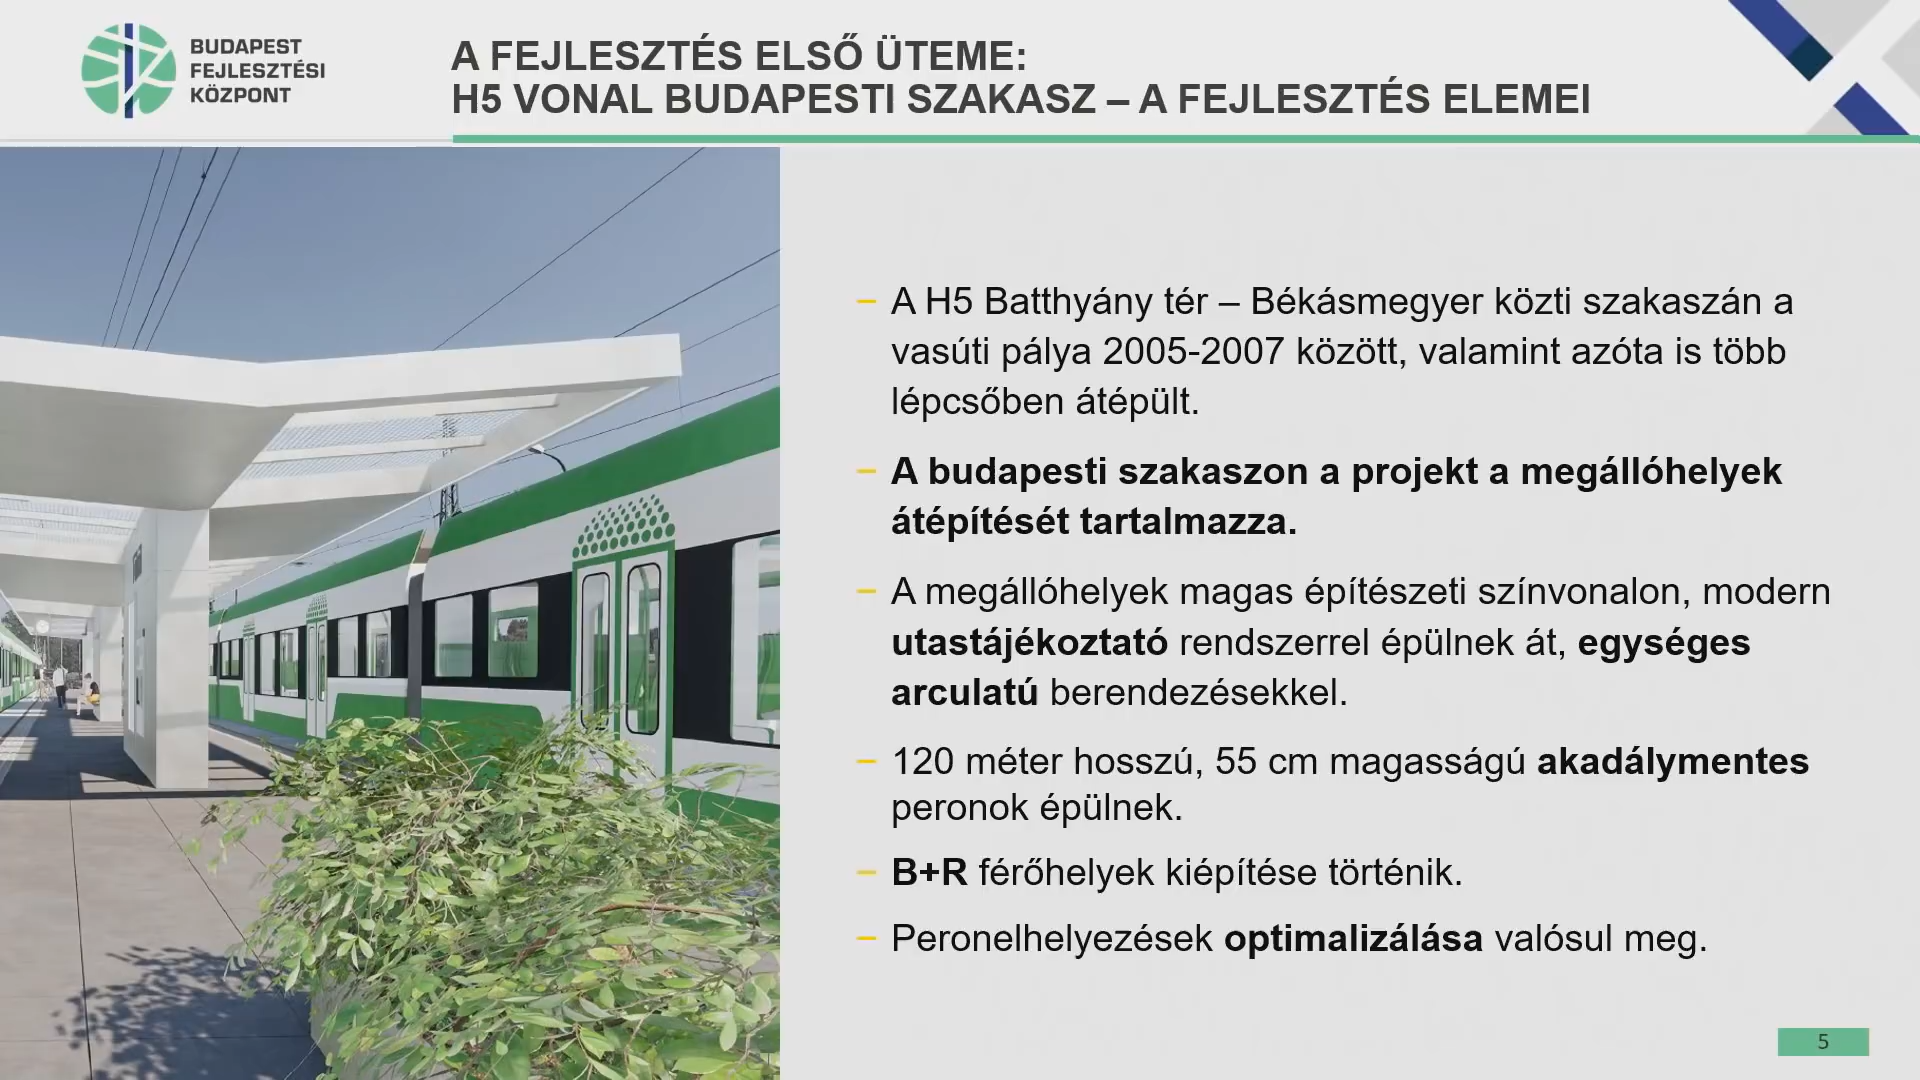 BUDAPEST
FEJLESZTÉSI
KÖZPONT
A FEJLESZTÉS ELSŐ ÜTEME:
H5 VONAL BUDAPESTI SZAKASZ – A FEJLESZTÉS ELEMEI
– A H5 Batthyány tér – Békásmegyer közti szakaszán a
vasúti pálya 2005-2007 között, valamint azóta is több
lépcsőben átépült.
– A budapesti szakaszon a projekt a megállóhelyek
átépítését tartalmazza.
– A megállóhelyek magas építészeti színvonalon, modern
utastájékoztató rendszerrel épülnek át, egységes
arculatú berendezésekkel.
– 120 méter hosszú, 55 cm magasságú akadálymentes
peronok épülnek.
– B+R férőhelyek kiépítése történik.
– Peronelhelyezések optimalizálása valósul meg.
5